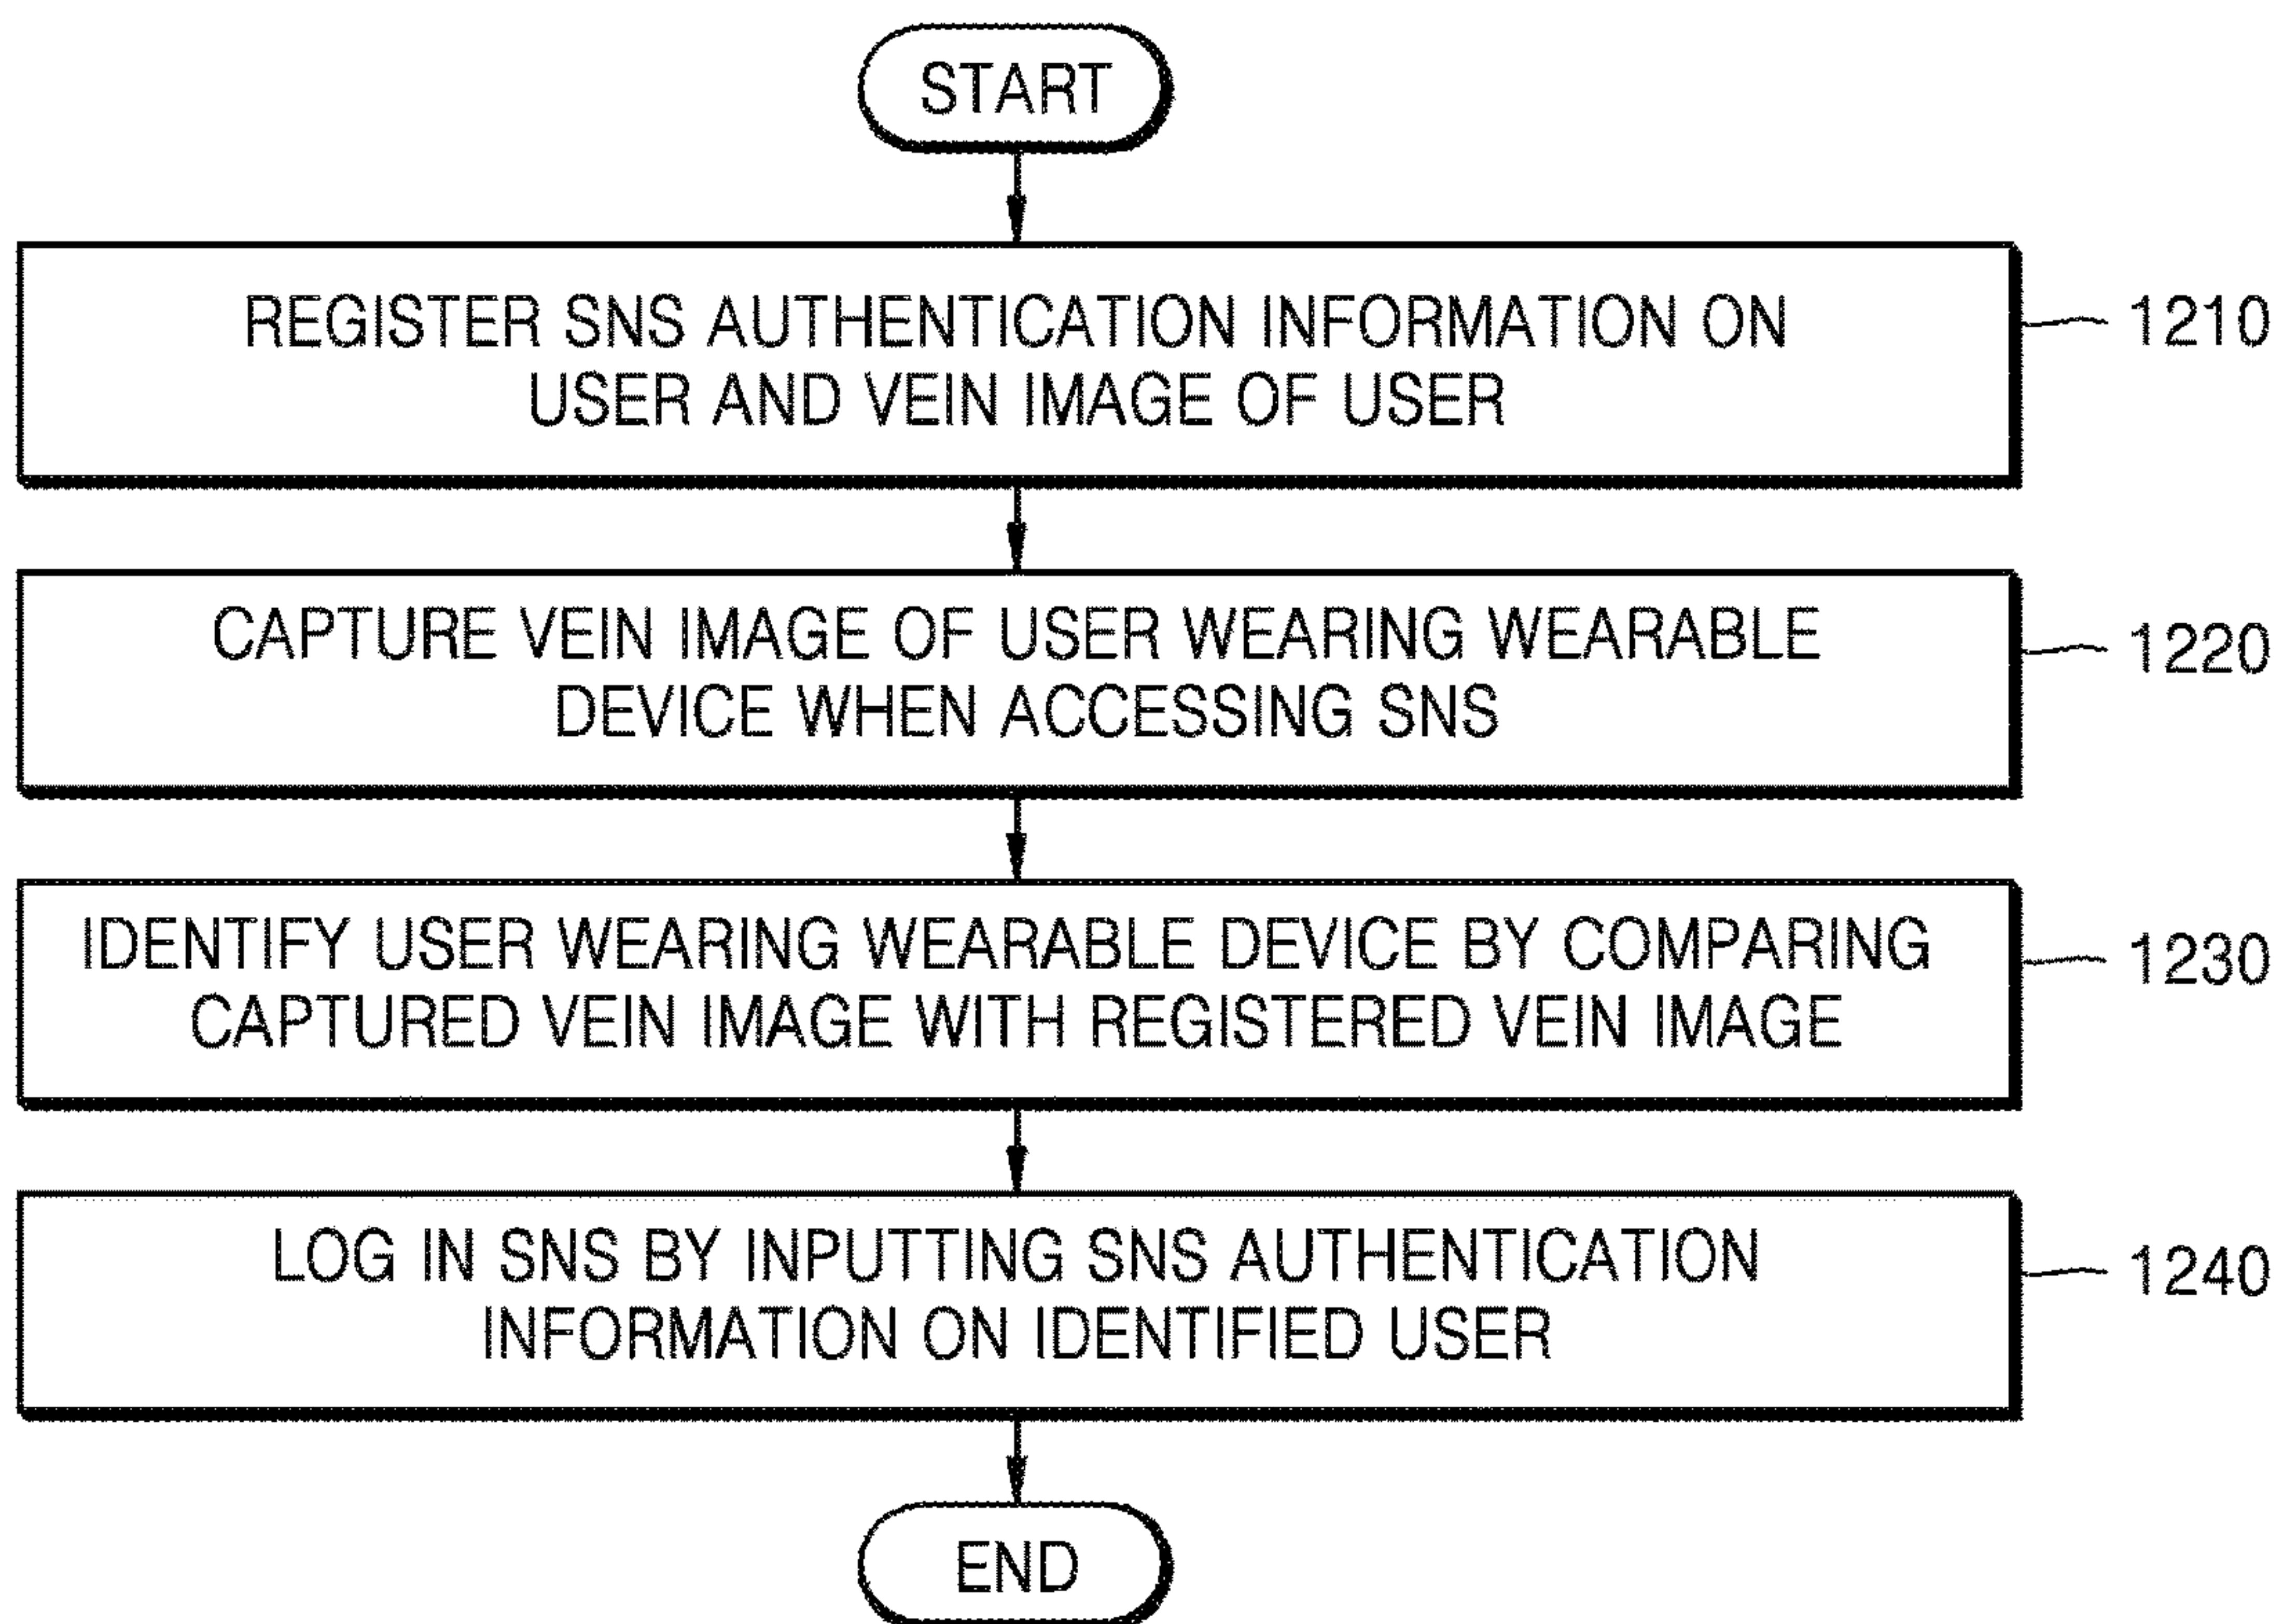 START
REGISTER SNS AUTHENTICATION INFORMATION ON
USER AND VEIN IMAGE OF USER
1210
CAPTURE VEIN IMAGE OF USER WEARING WEARABLE
DEVICE WHEN ACCESSING SNS
1220
IDENTIFY USER WEARING WEARABLE DEVICE BY COMPARING
CAPTURED VEIN IMAGE WITH REGISTERED VEIN IMAGE
1230
LOG IN SNS BY INPUTTING SNS AUTHENTICATION
INFORMATION ON IDENTIFIED USER
1240
END